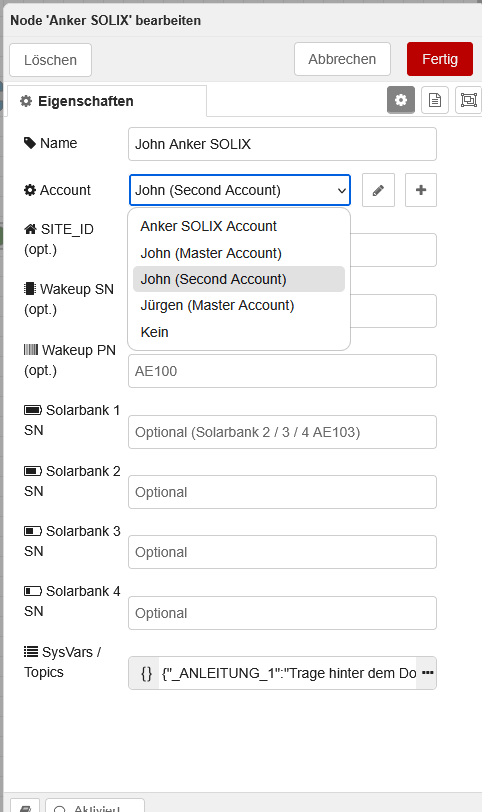 Node 'Anker SOLIX' bearbeiten
Löschen
Abbrechen
Fertig
Eigenschaften
Name
John Anker SOLIX
Account
John (Second Account)
Anker SOLIX Account
John (Master Account)
John (Second Account)
Jürgen (Master Account)
Kein
SITE_ID
(opt.)
Wakeup SN
(opt.)
Wakeup PN
(opt.)
AE100
Solarbank 1
SN
Optional (Solarbank 2 / 3 / 4 AE103)
Solarbank 2
SN
Optional
Solarbank 3
SN
Optional
Solarbank 4
SN
Optional
SysVars /
Topics
{} {"_ANLEITUNG_1":"Trage hinter dem Do
Aktiviert